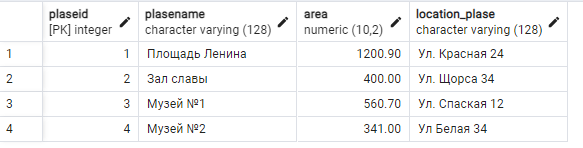 plaseid plasename area location_plase
[PK] integer character varying (128) numeric (10,2) character varying (128)
1 1 Площадь Ленина 1200.90 Ул. Красная 24
2 2 Зал славы 400.00 Ул. Щорса 34
3 3 Музей №1 560.70 Ул. Спаская 12
4 4 Музей №2 341.00 Ул Белая 34